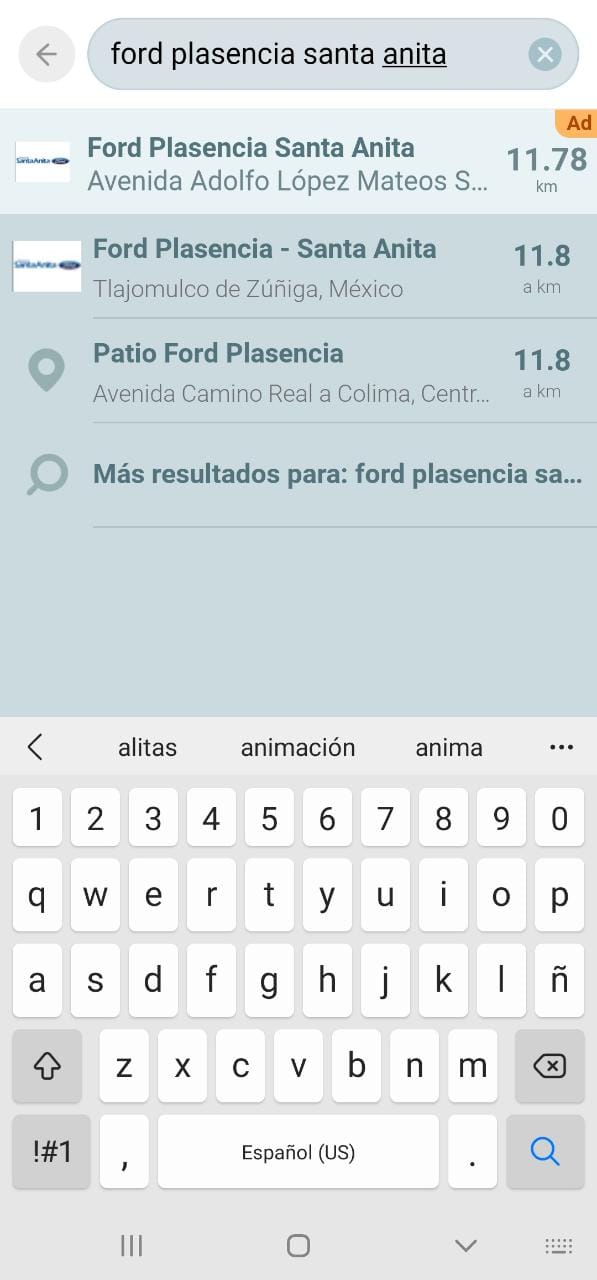 ford plasencia santa anita
Ad
Ford Plasencia Santa Anita
11.78
Avenida Adolfo López Mateos S...
km
SantaAnita
Ford Plasencia - Santa Anita
11.8
Tlajomulco de Zúñiga, México
a km
SantaAnita
Patio Ford Plasencia
11.8
Avenida Camino Real a Colima, Centr...
a km
Más resultados para: ford plasencia sa...
alitas animación anima ...
1 2 3 4 5 6 7 8 9 0
q w e r t y u i o p
a s d f g h j k l ñ
z x c v b n m
!#1 , Español (US) .